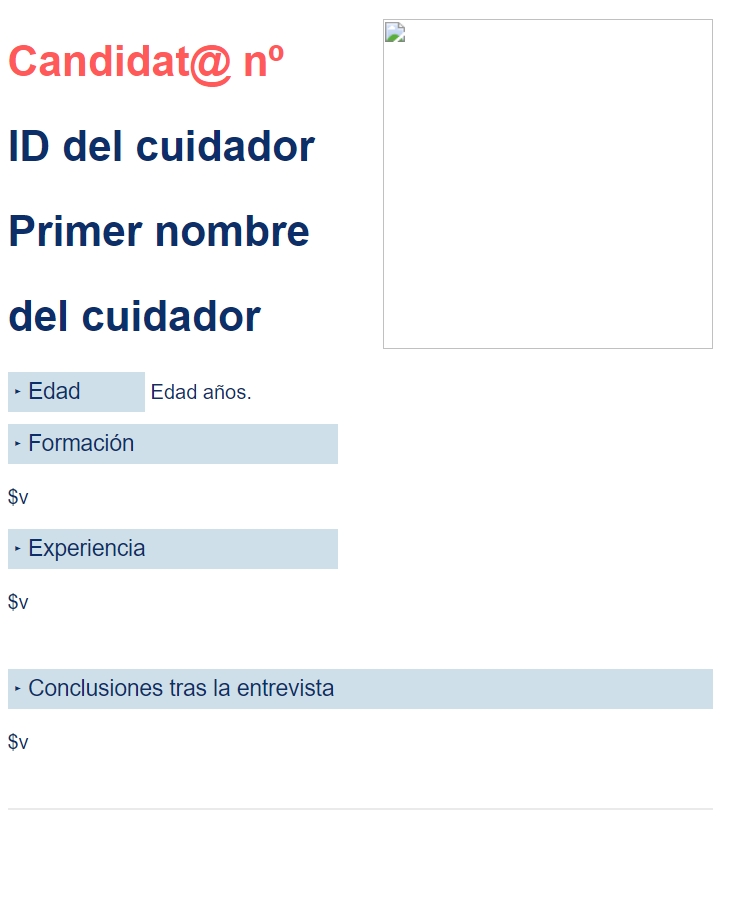 Candidat@ nº
ID del cuidador
Primer nombre
del cuidador
‣ Edad Edad años.
‣ Formación
$v
‣ Experiencia
$v
‣ Conclusiones tras la entrevista
$v